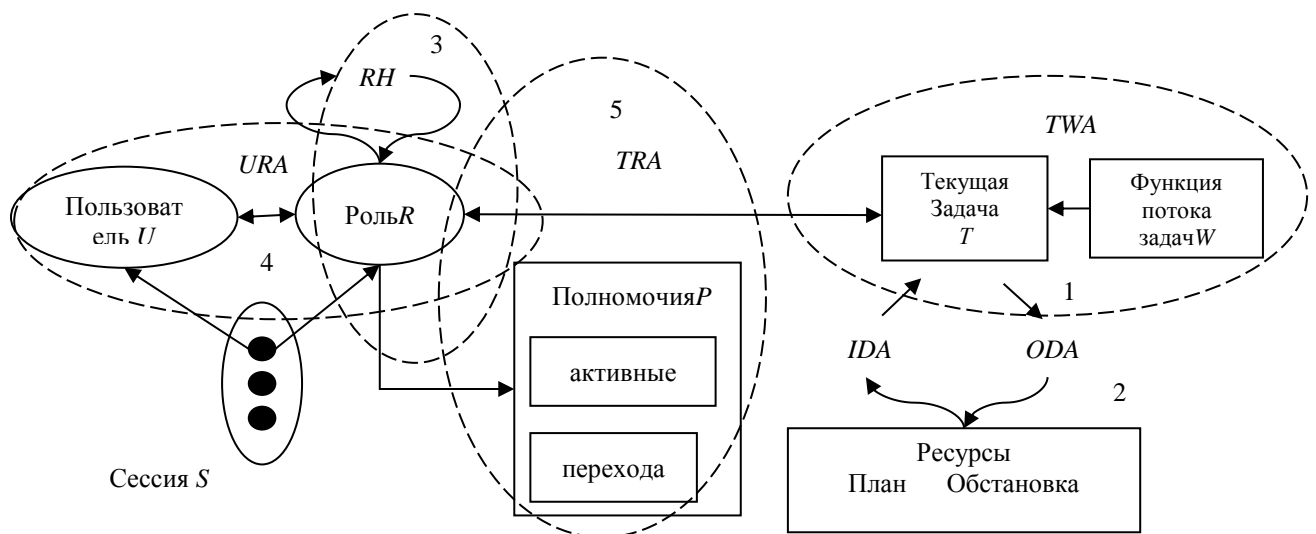 3
RH
5
TWA
URA
TRA
Текущая
Задача
T
Функция
потока
задачW
Пользоват
ель U
РольR
4
1
ПолномочияP
IDA
ODA
активные
2
перехода
Ресурсы
План Обстановка
Сессия S